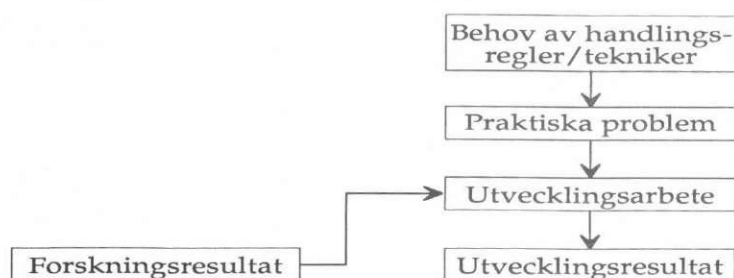 Behov av handlings-
regler/tekniker
Praktiska problem
Utvecklingsarbete
Forskningsresultat
Utvecklingsresultat